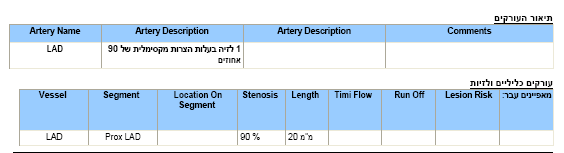 תיאור העורקים
Artery Name Artery Description Artery Description Comments
LAD 1 לזיה בעלות הצרות מקסימלית של 90
אחוזים
עורקים כליליים ולזיות
Vessel Segment Location On Stenosis Length Timi Flow Run Off Lesion Risk מאפיינים עבר:
Segment
LAD Prox LAD 90 % 20 מ"מ